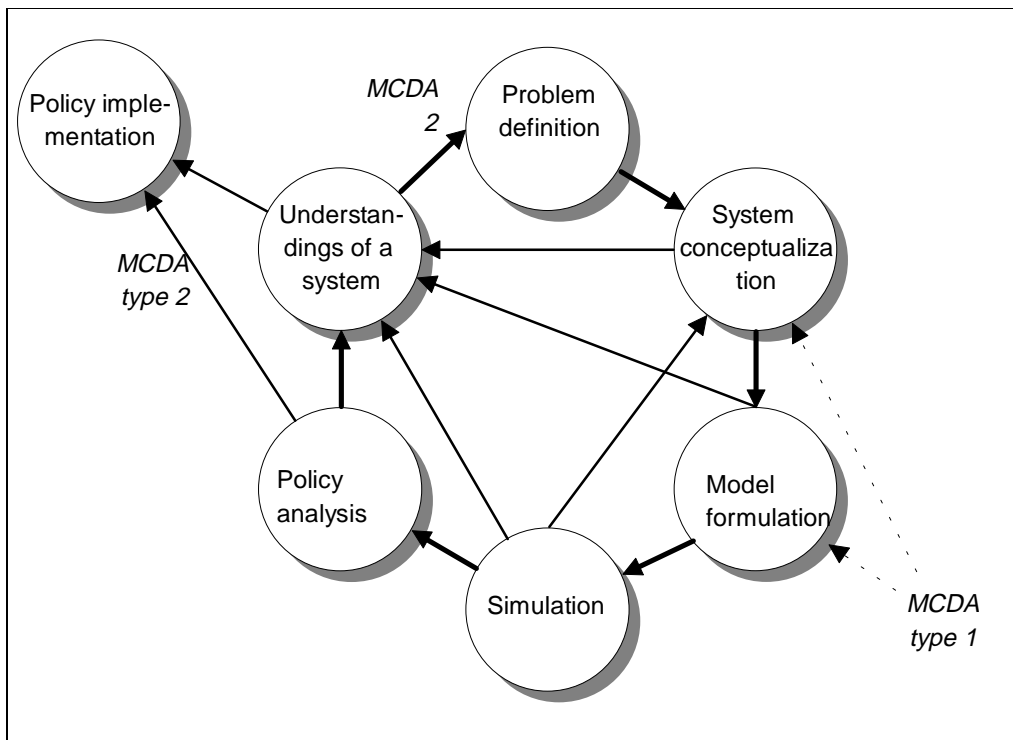 Policy imple-
mentation
MCDA
2
Problem
definition
Understan-
dings of a
system
System
conceptualiza
tion
MCDA
type 2
Policy
analysis
Model
formulation
Simulation
MCDA
type 1